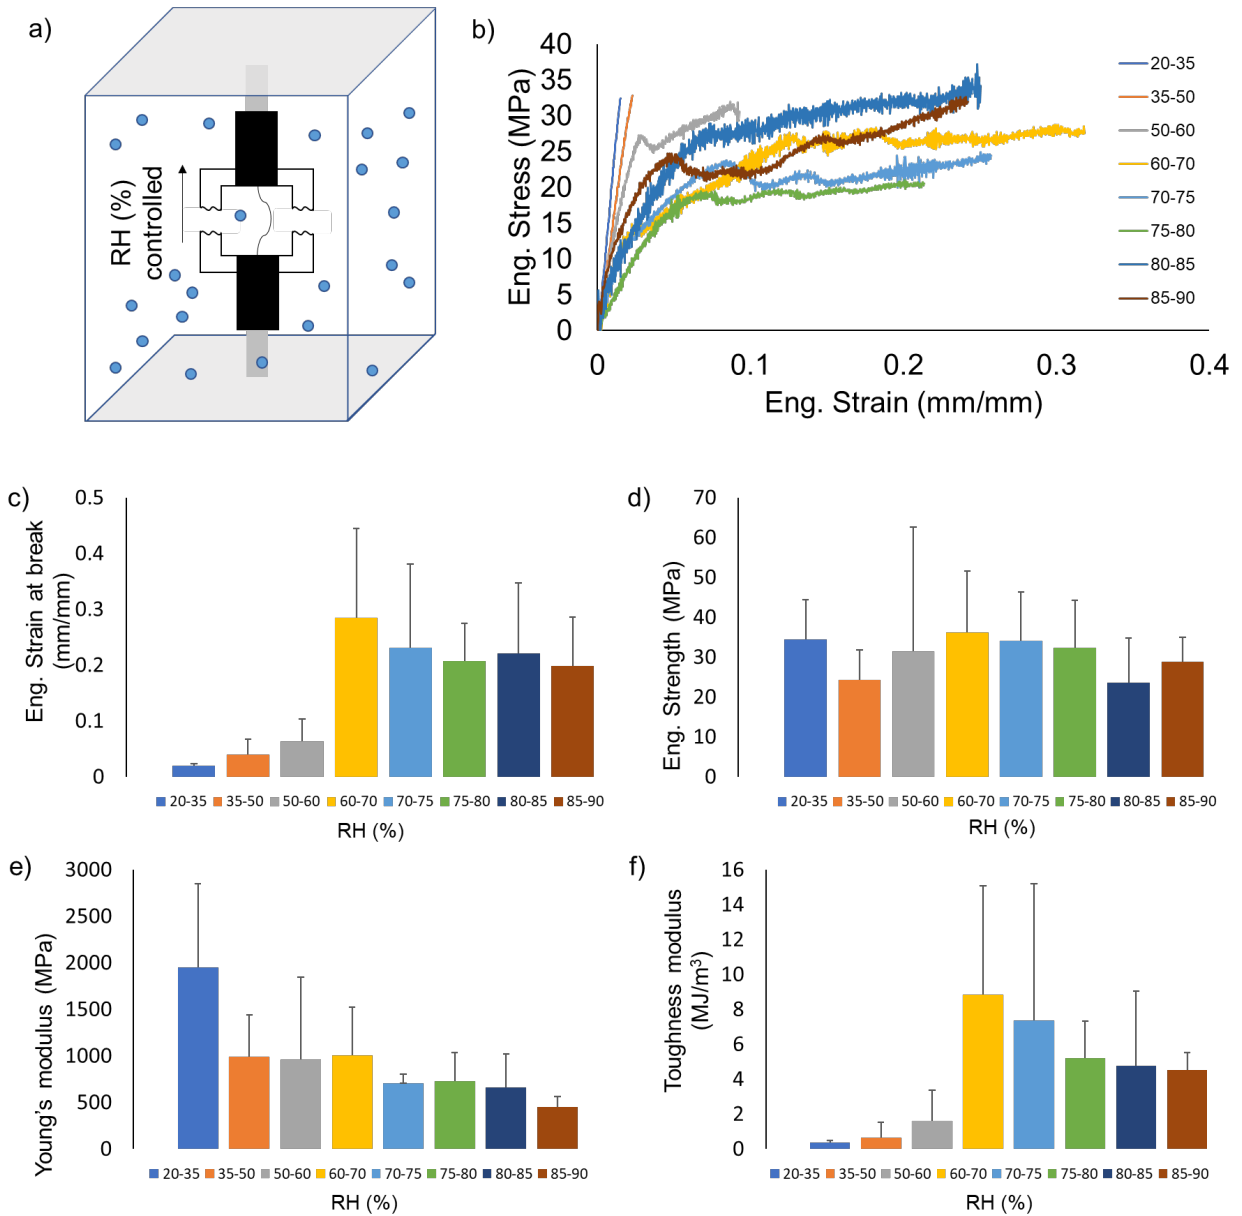 a)
RH (%)
controlled
b)
Eng. Stress (MPa)
40
35
30
25
20
15
10
5
0
0
0.1
0.2
0.3
0.4
Eng. Strain (mm/mm)
20-35
35-50
50-60
60-70
70-75
75-80
80-85
85-90
c)
Eng. Strain at break
(mm/mm)
0.5
0.4
0.3
0.2
0.1
0
20-35 35-50 50-60 60-70 70-75 75-80 80-85 85-90
RH (%)
d)
Eng. Strength (MPa)
70
60
50
40
30
20
10
0
20-35 35-50 50-60 60-70 70-75 75-80 80-85 85-90
RH (%)
e)
Young's modulus (MPa)
3000
2500
2000
1500
1000
500
0
20-35 35-50 50-60 60-70 70-75 75-80 80-85 85-90
RH (%)
f)
Toughness modulus
(MJ/m³)
16
14
12
10
8
6
4
2
0
20-35 35-50 50-60 60-70 70-75 75-80 80-85 85-90
RH (%)